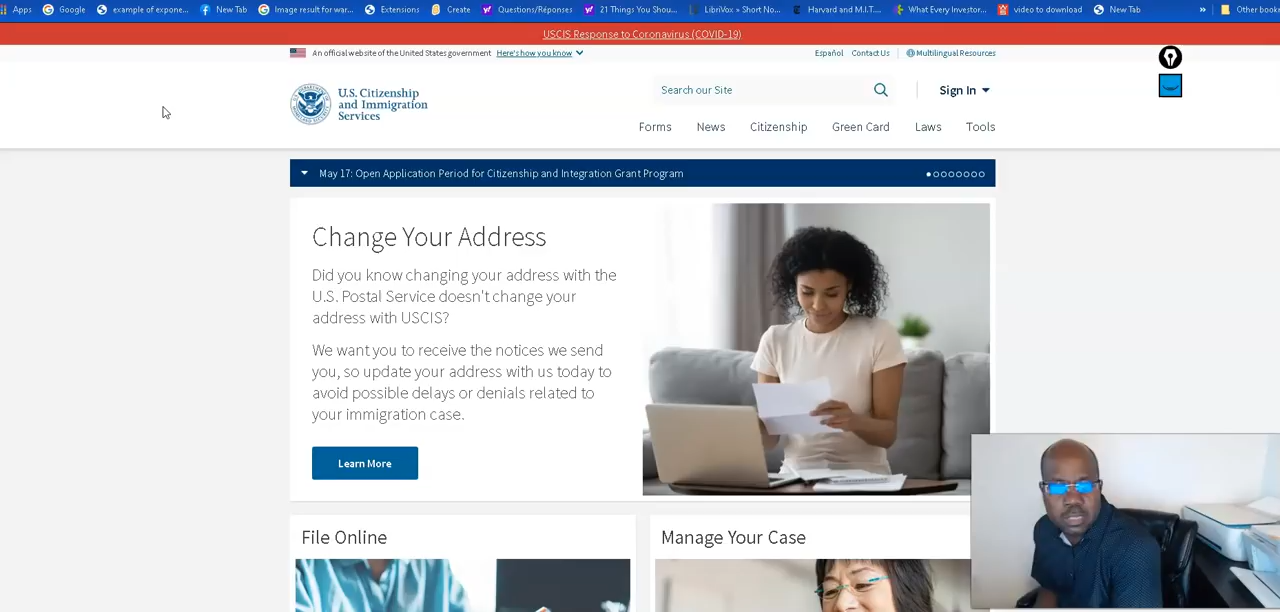 Apps Google example of expone... New Tab Image result for war... Extensions Create Questions/Réponses 21 Things You Shou... LibriVox » Short No... Harvard and M.I.T.... What Every Investor... video to download New Tab » Other book
USCIS Response to Coronavirus (COVID-19)
An official website of the United States government Here's how you know
Español Contact Us Multilingual Resources
U.S. Citizenship
and Immigration
Services
Search our Site
Sign In
Forms News Citizenship Green Card Laws Tools
May 17: Open Application Period for Citizenship and Integration Grant Program
Change Your Address
Did you know changing your address with the
U.S. Postal Service doesn't change your
address with USCIS?
We want you to receive the notices we send
you, so update your address with us today to
avoid possible delays or denials related to
your immigration case.
Learn More
File Online
Manage Your Case